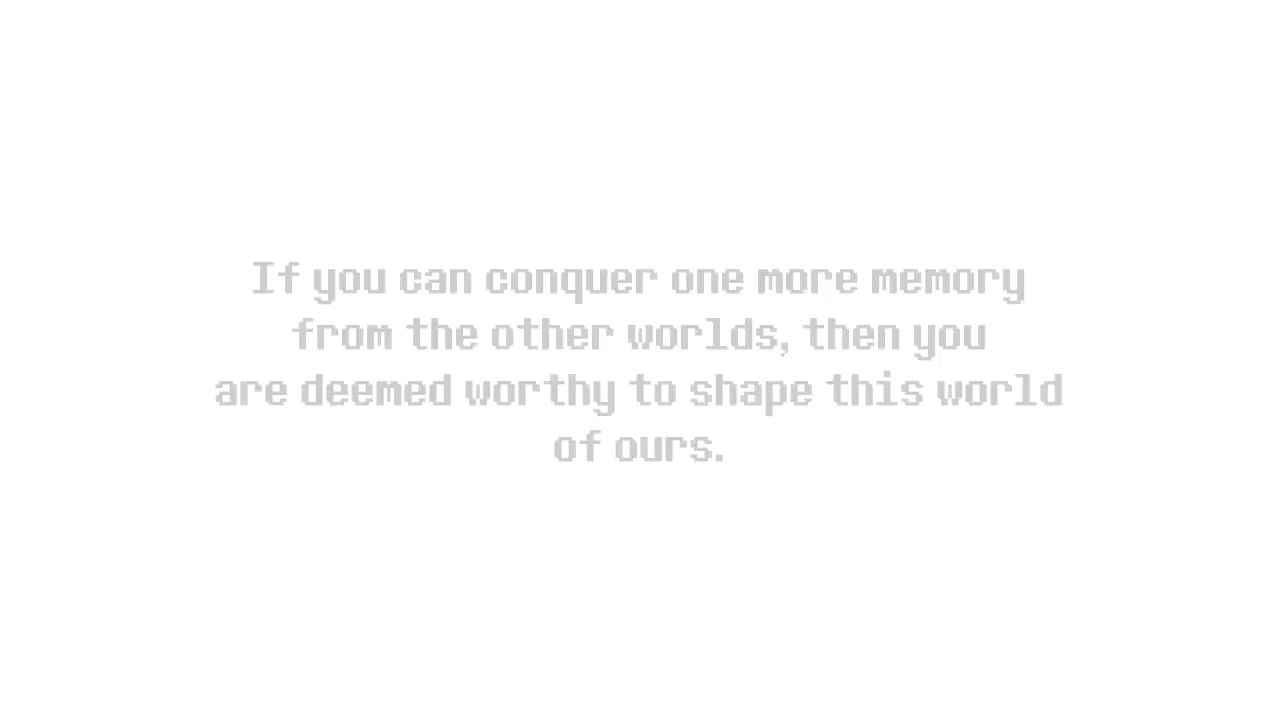 If you can conquer one more memory
from the other worlds, then you
are deemed worthy to shape this world
of ours.